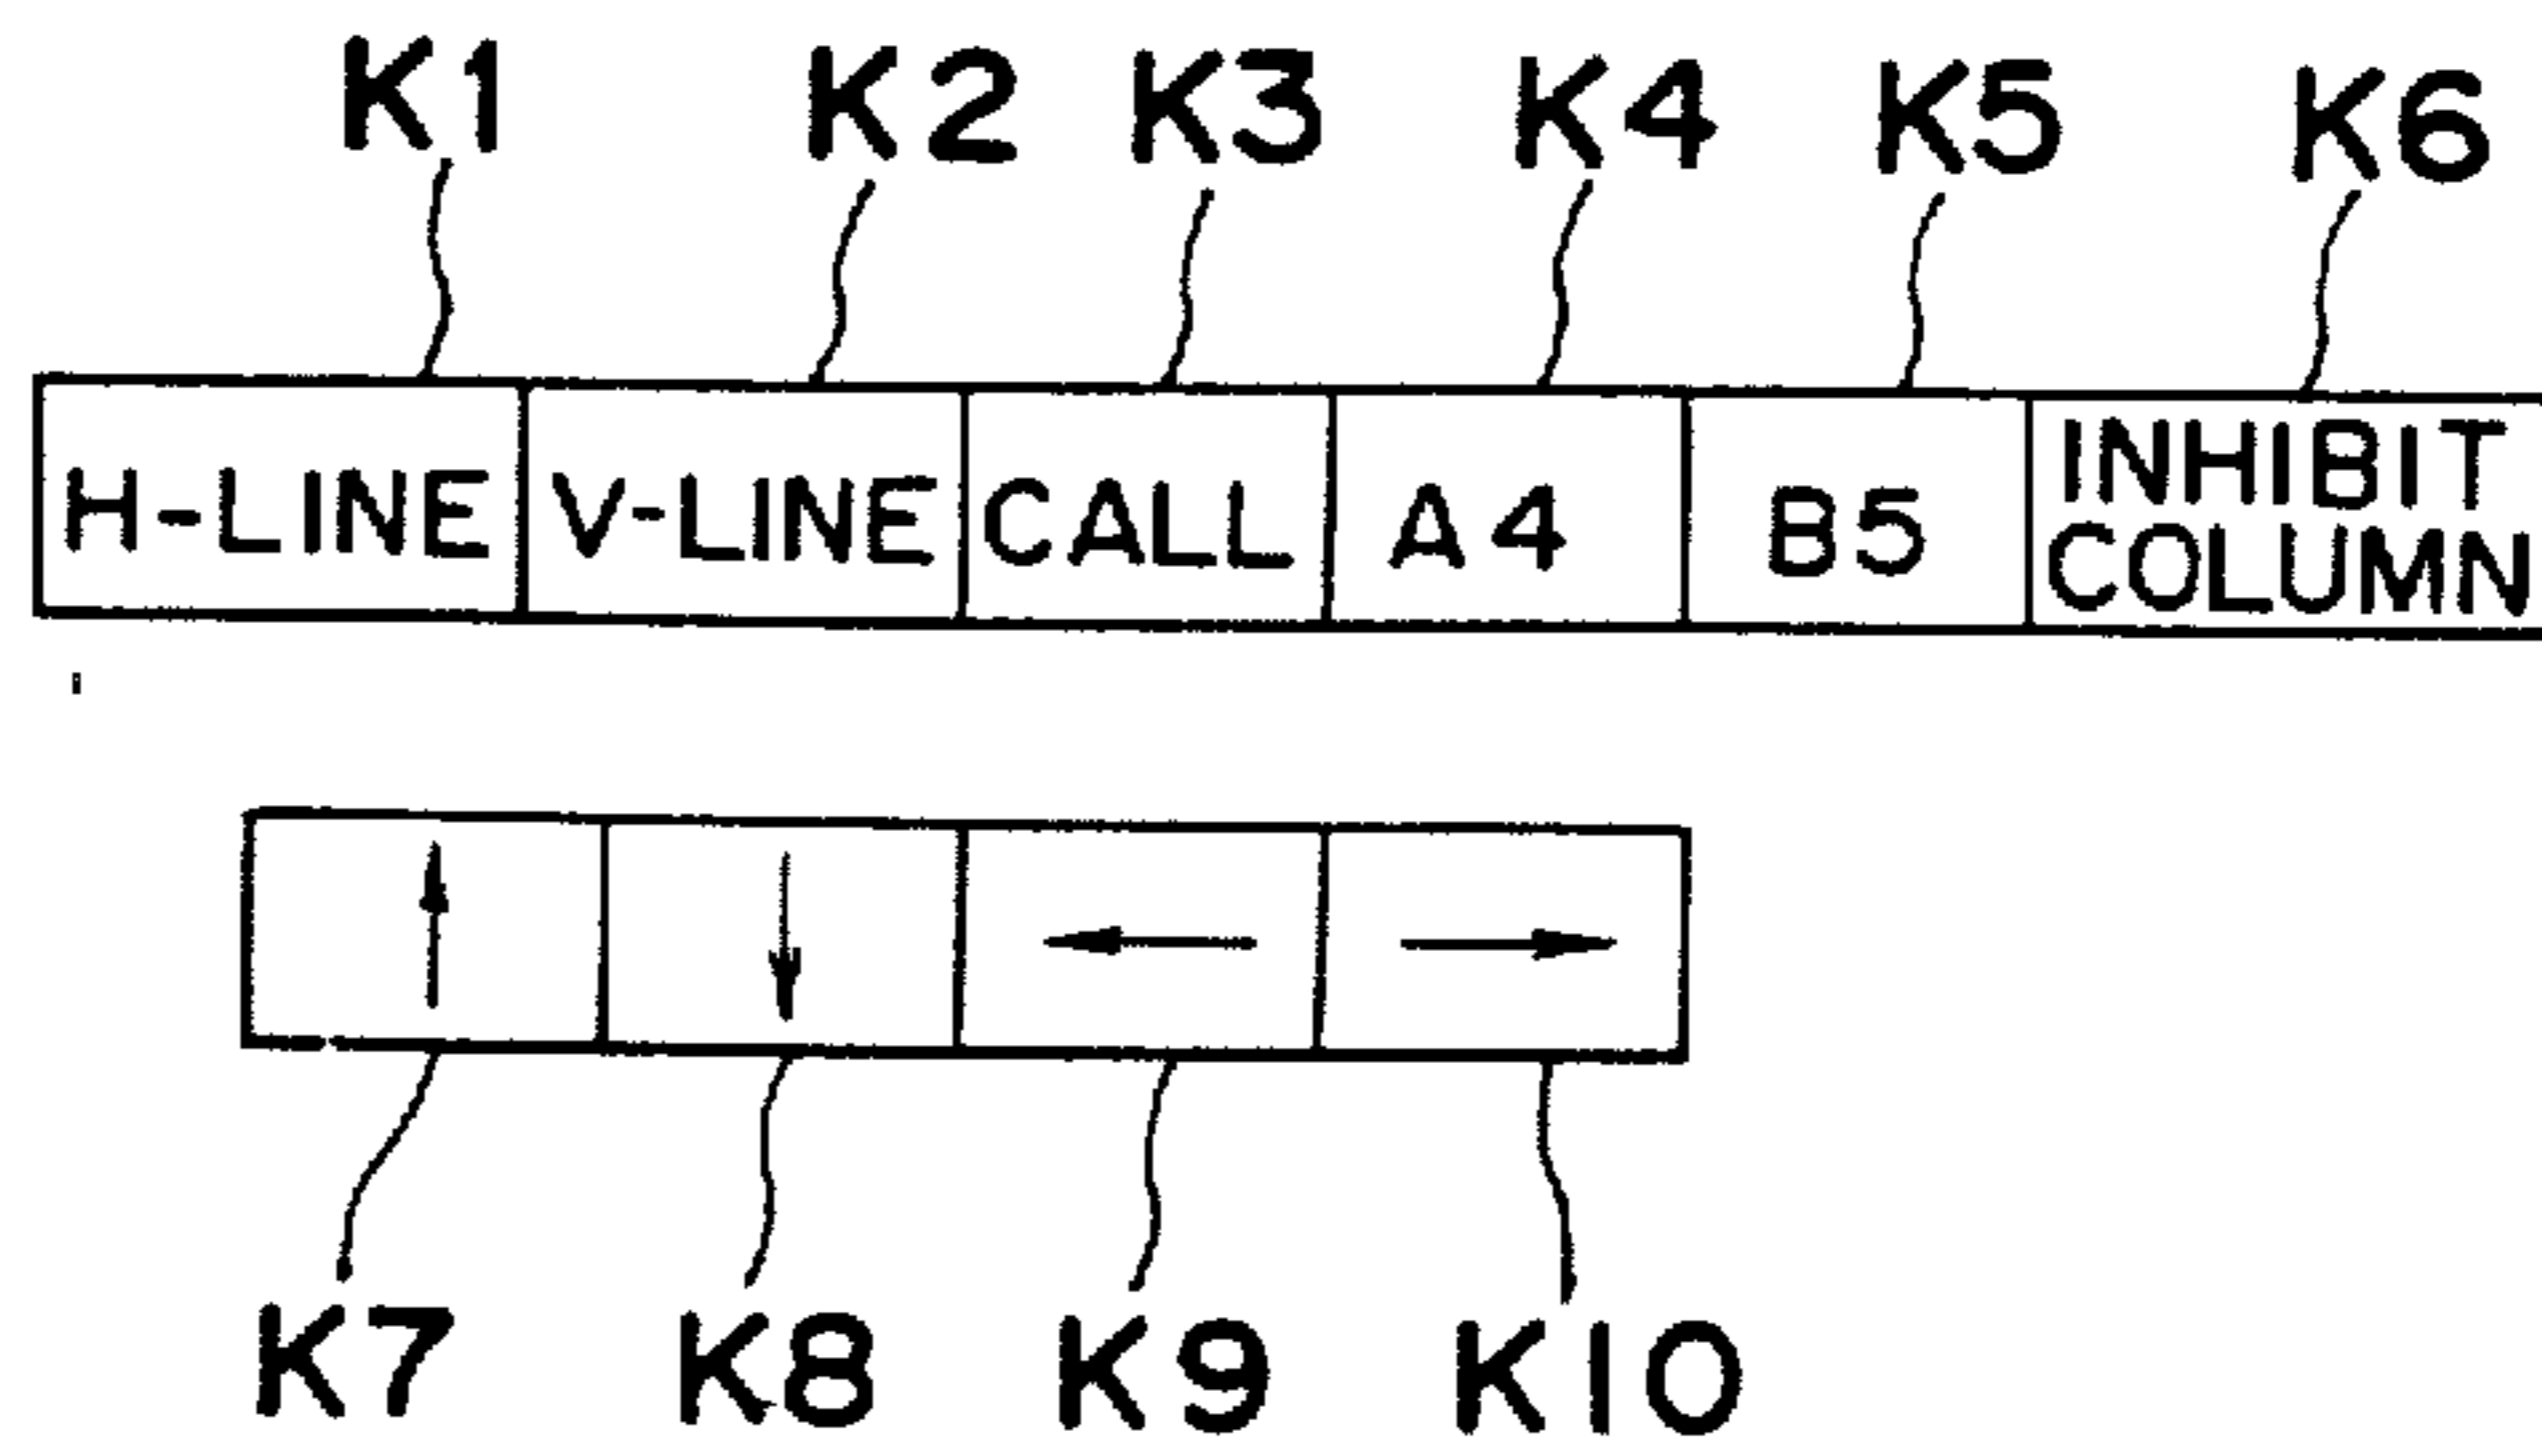 K1 K2 K3 K4 K5 K6
H-LINE V-LINE CALL A4 B5 INHIBIT COLUMN
↑ ↓ ← →
K7 K8 K9 K10